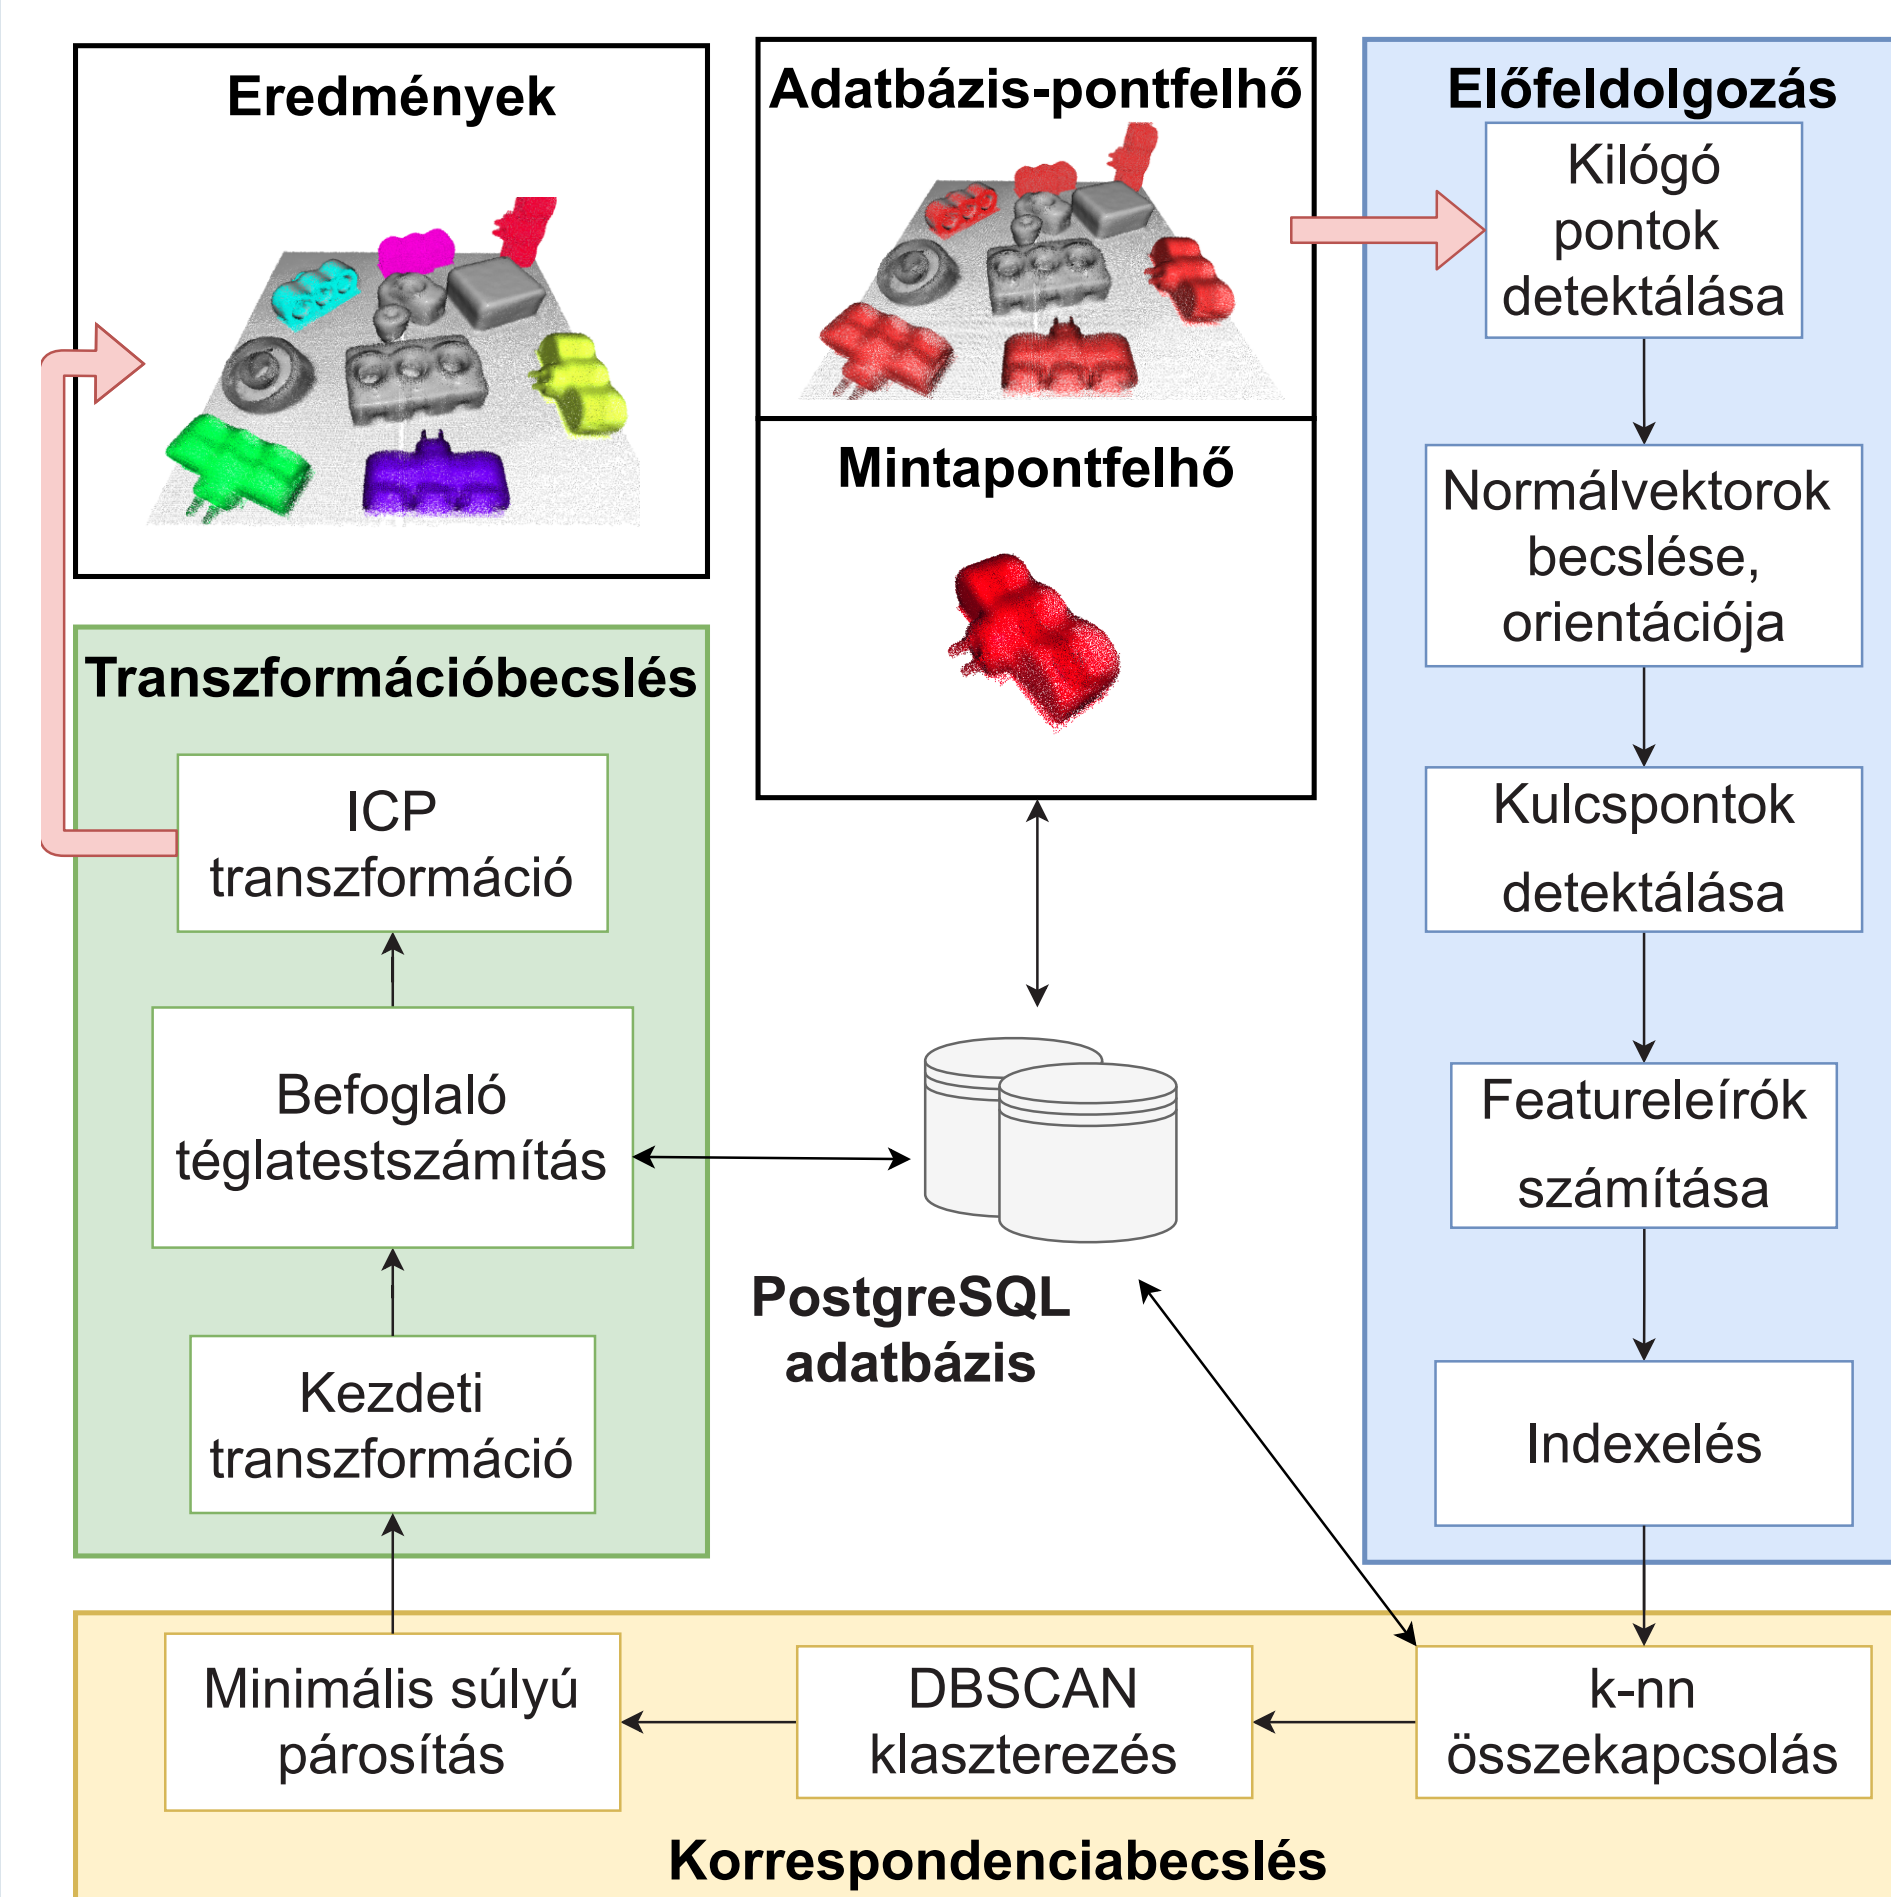 Eredmények
Adatbázis-pontfelhő
Mintapontfelhő
Előfeldolgozás
Kilógó
pontok
detektálása
Normálvektorok
becslése,
orientációja
Kulcspontok
detektálása
Featureleírók
számítása
Indexelés
Transzformációbecslés
ICP
transzformáció
Befoglaló
téglatestszámítás
Kezdeti
transzformáció
PostgreSQL
adatbázis
Minimális súlyú
párosítás
DBSCAN
klaszterezés
k-nn
összekapcsolás
Korrespondenciabecslés